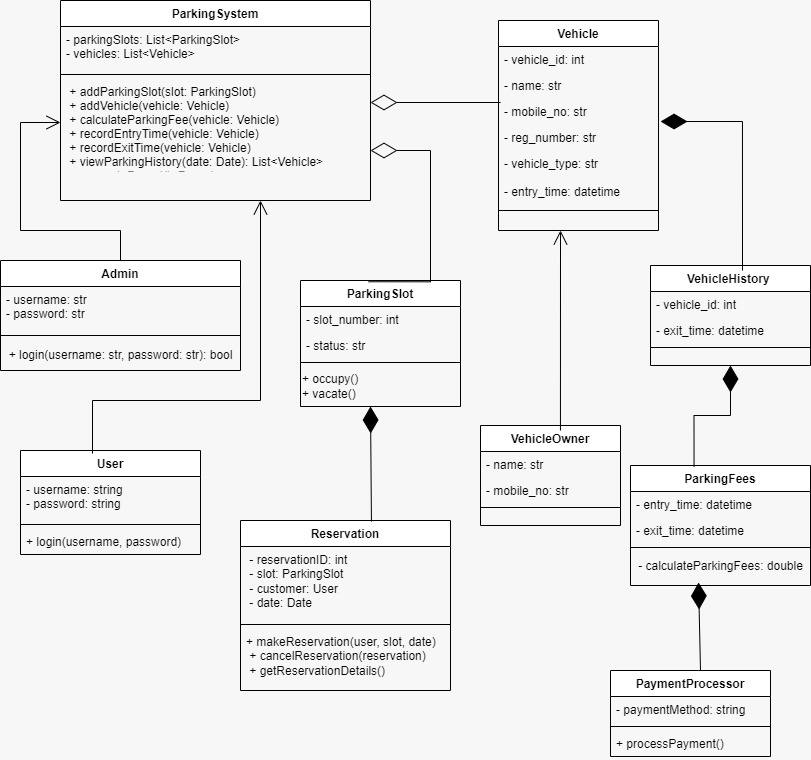 ParkingSystem
- parkingSlots: List<ParkingSlot>
- vehicles: List<Vehicle>
+ addParkingSlot(slot: ParkingSlot)
+ addVehicle(vehicle: Vehicle)
+ calculateParkingFee(vehicle: Vehicle)
+ recordEntryTime(vehicle: Vehicle)
+ recordExitTime(vehicle: Vehicle)
+ viewParkingHistory(date: Date): List<Vehicle>
Vehicle
- vehicle_id: int
- name: str
- mobile_no: str
- reg_number: str
- vehicle_type: str
- entry_time: datetime
Admin
- username: str
- password: str
+ login(username: str, password: str): bool
ParkingSlot
- slot_number: int
- status: str
+ occupy()
+ vacate()
VehicleHistory
- vehicle_id: int
- exit_time: datetime
User
- username: string
- password: string
+ login(username, password)
VehicleOwner
- name: str
- mobile_no: str
ParkingFees
- entry_time: datetime
- exit_time: datetime
- calculateParkingFees: double
Reservation
- reservationID: int
- slot: ParkingSlot
- customer: User
- date: Date
+ makeReservation(user, slot, date)
+ cancelReservation(reservation)
+ getReservationDetails()
PaymentProcessor
- paymentMethod: string
+ processPayment()